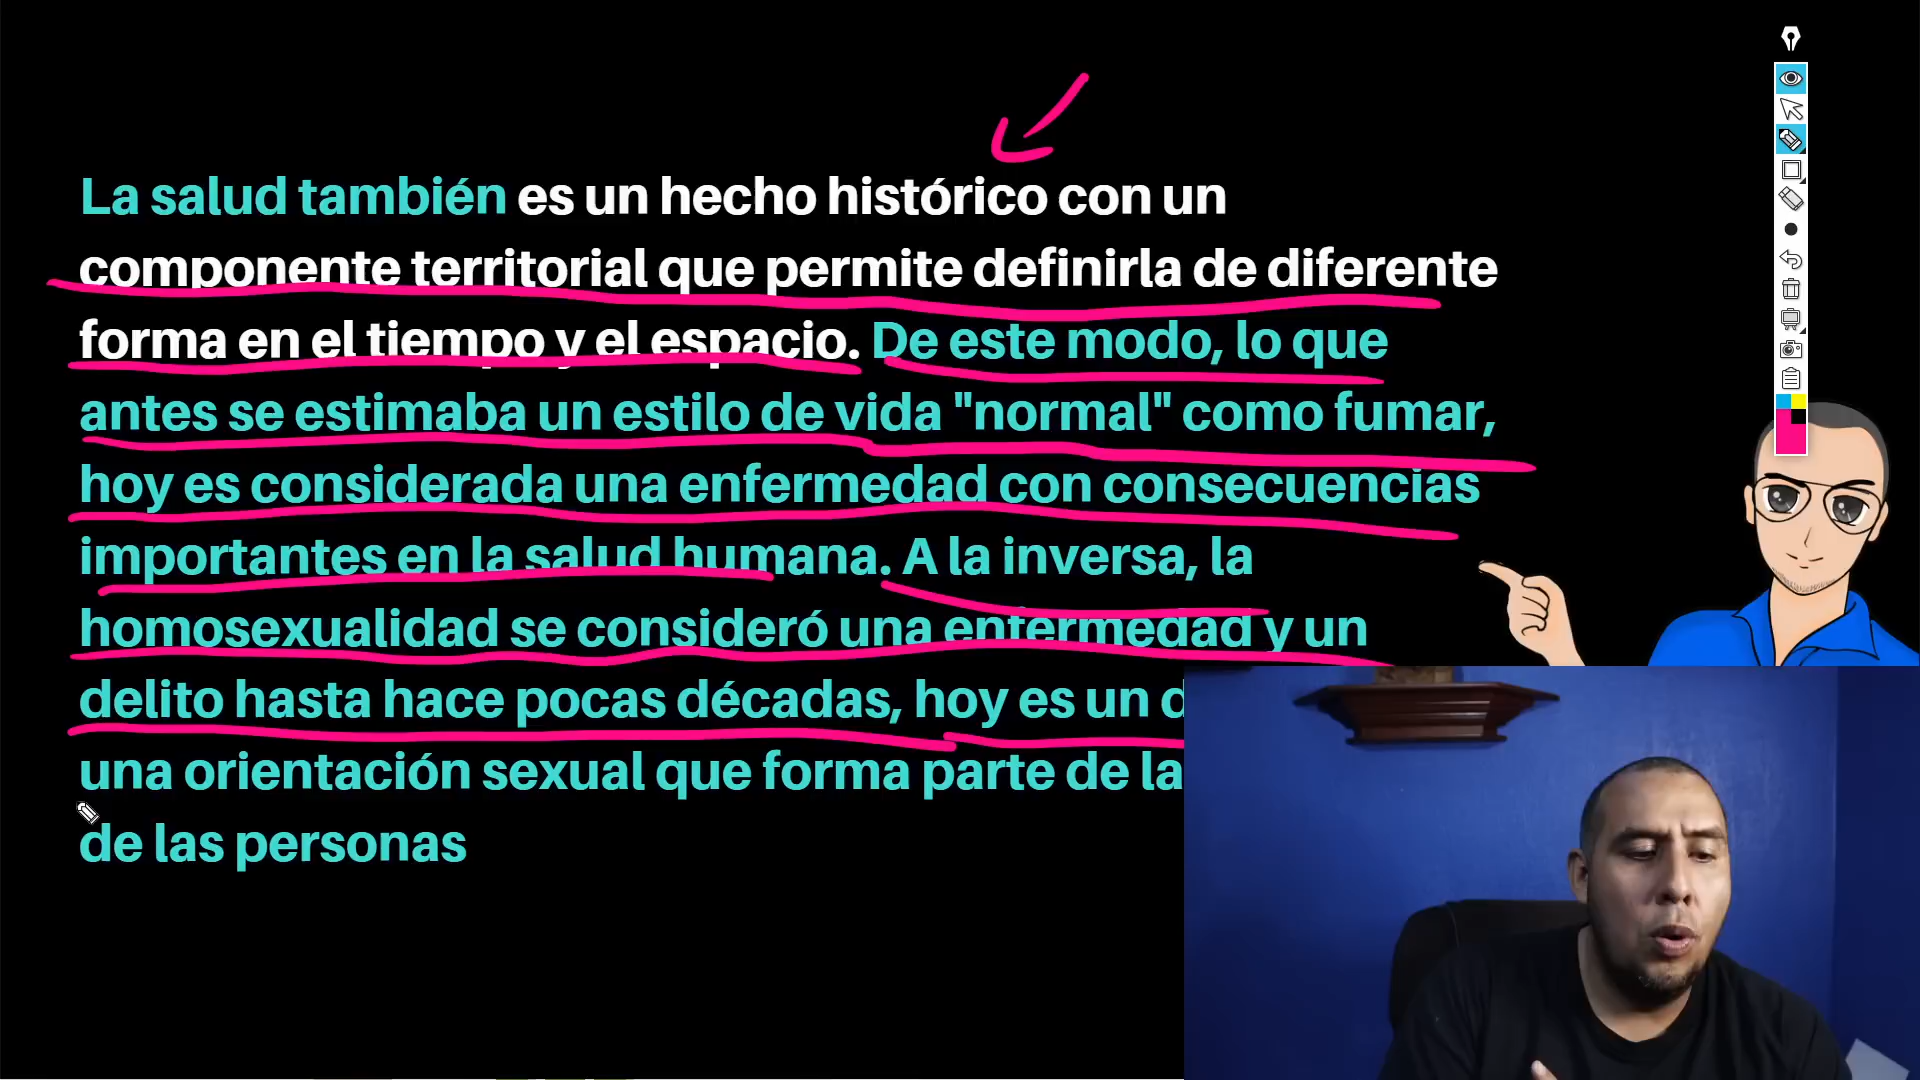 La salud también es un hecho histórico con un
componente territorial que permite definirla de diferente
forma en el tiempo y el espacio. De este modo, lo que
antes se estimaba un estilo de vida "normal" como fumar,
hoy es considerada una enfermedad con consecuencias
importantes en la salud humana. A la inversa, la
homosexualidad se consideró una enfermedad y un
delito hasta hace pocas décadas, hoy es un
una orientación sexual que forma parte de la
de las personas